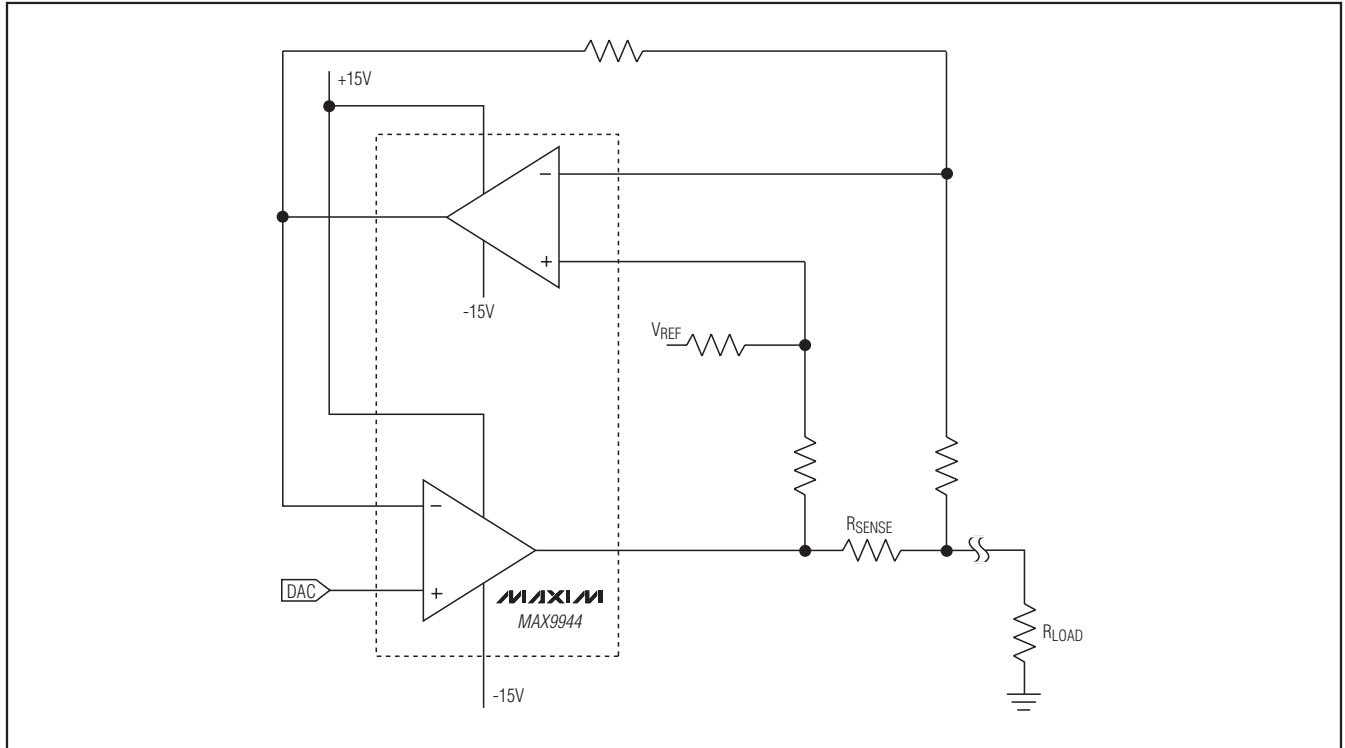 +15V
−
+
-15V
VREF
RSENSE
−
DAC
+
MAXIM
MAX9944
RLOAD
-15V